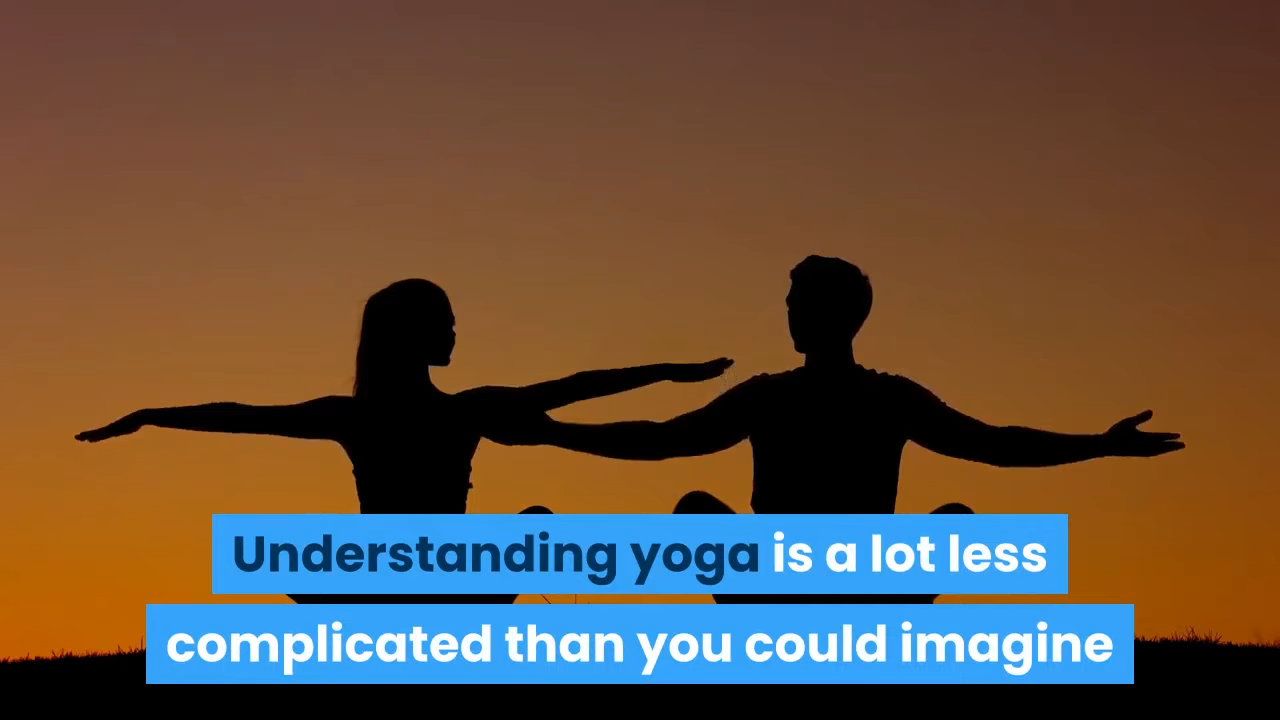 Understanding yoga is a lot less
complicated than you could imagine